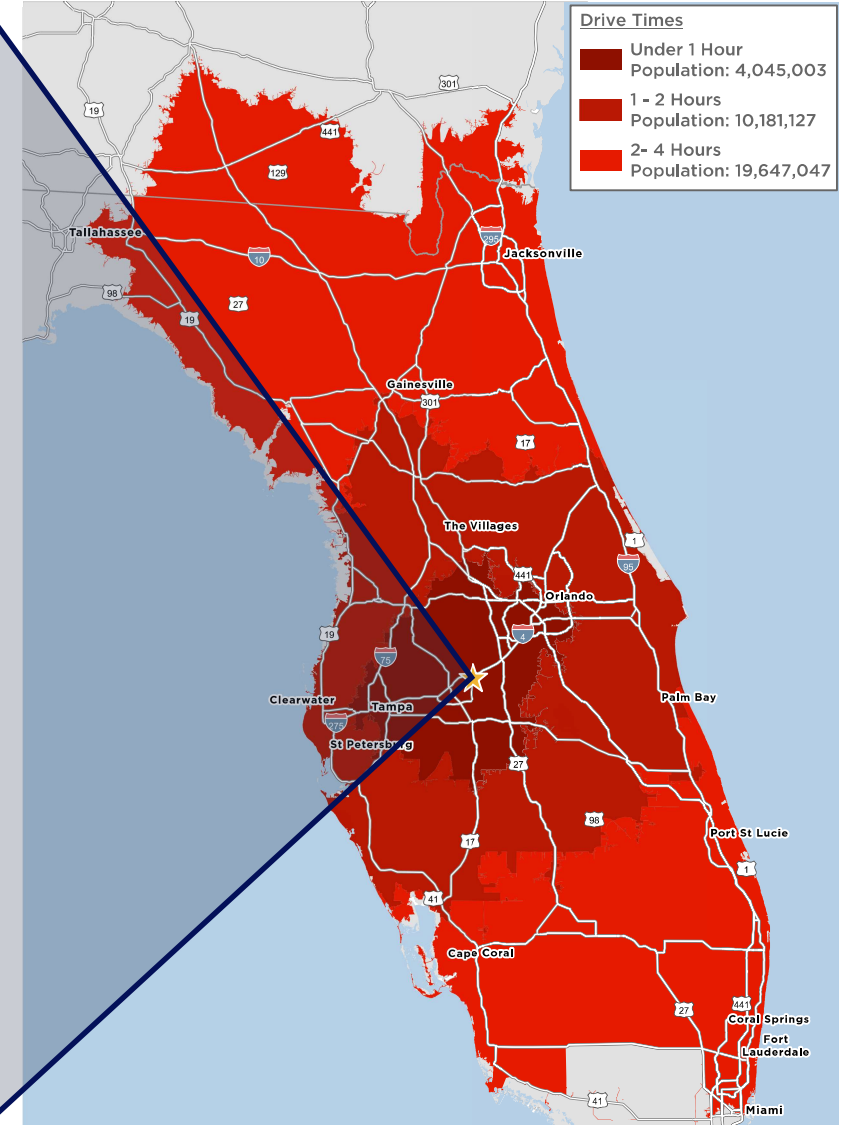 Drive Times
Under 1 Hour
Population: 4,045,003
1 - 2 Hours
Population: 10,181,127
2- 4 Hours
Population: 19,647,047
301
19
441
129
Tallahassee
295
Jacksonville
10
98
27
19
Gainesville
301
17
The Villages
1
95
441
Orlando
19
4
75
Clearwater
Tampa
Palm Bay
275
St Petersburg
27
98
Port St Lucie
17
1
41
Cape Coral
441
27
Coral Springs
Fort
Lauderdale
41
Miami